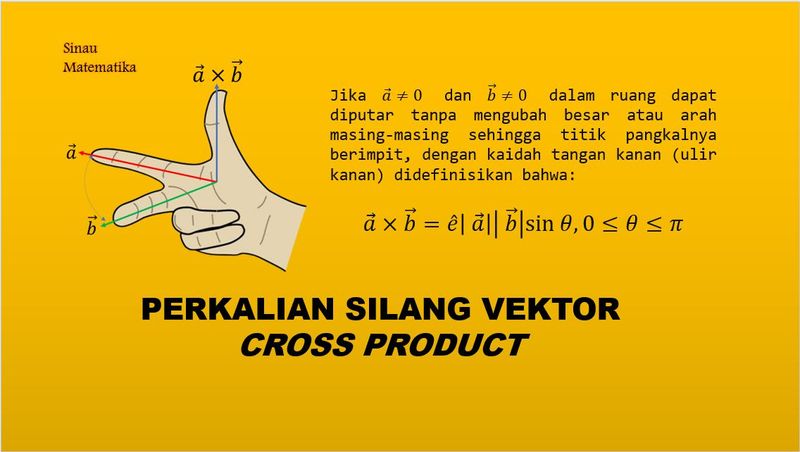 Sinau
Matematika
a⃗ × b⃗
a⃗
b⃗
Jika a⃗ ≠ 0 dan b⃗ ≠ 0 dalam ruang dapat
diputar tanpa mengubah besar atau arah
masing-masing sehingga titik pangkalnya
berimpit, dengan kaidah tangan kanan (ulir
kanan) didefinisikan bahwa:
a⃗ × b⃗ = ê| a⃗|| b⃗|sin θ, 0 ≤ θ ≤ π
PERKALIAN SILANG VEKTOR
CROSS PRODUCT